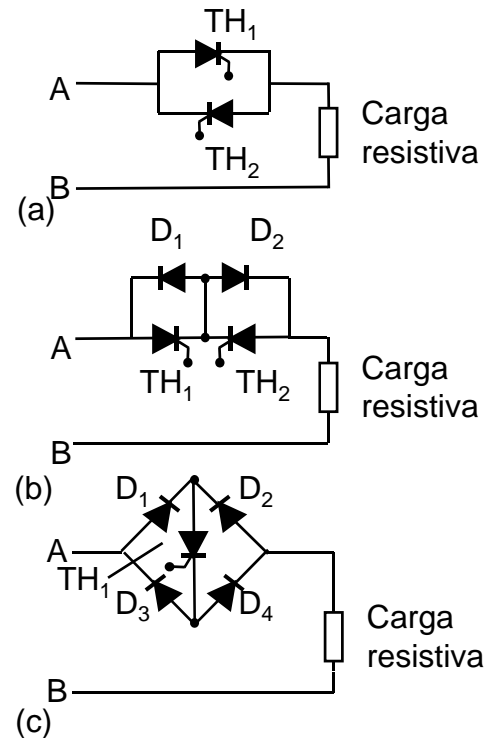 TH1
A
TH2
Carga
resistiva
B
(a)
D1 D2
A
TH1 TH2
Carga
resistiva
B
(b)
D1 D2
A
TH1
D3 D4
Carga
resistiva
B
(c)